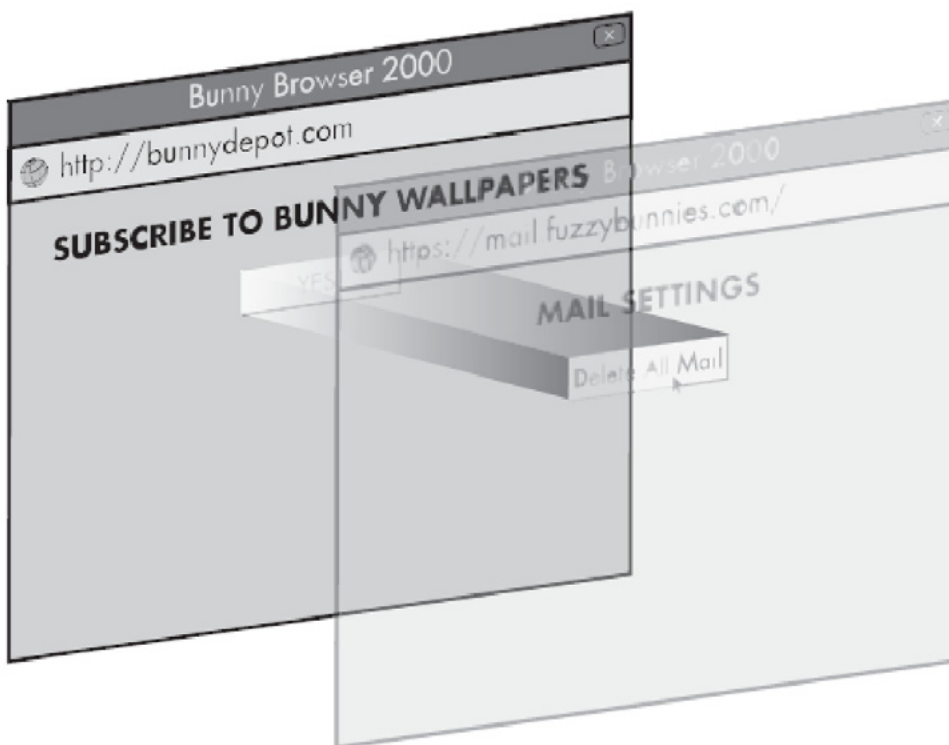 Bunny Browser 2000
http://bunnydepot.com
SUBSCRIBE TO BUNNY WALLPAPERS
YES
Browser 2000
https://mail.fuzzybunnies.com/
MAIL SETTINGS
Delete All Mail